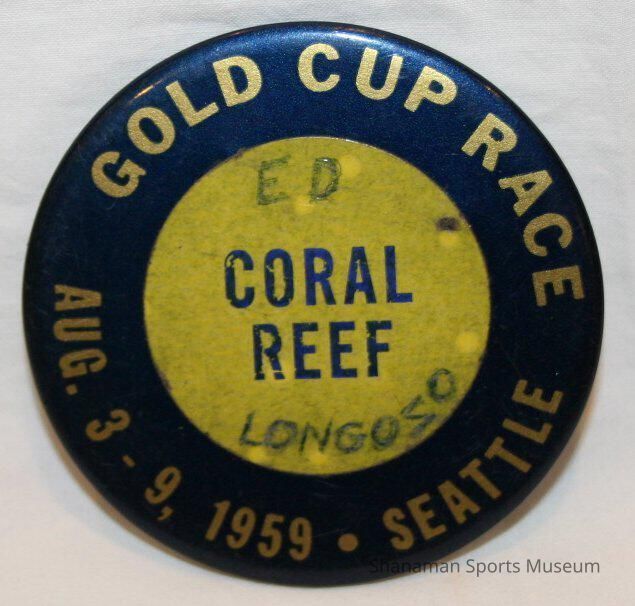 GOLD CUP RACE
ED
CORAL
REEF
LONGOSO
AUG. 3-9, 1959 • SEATTLE
Shanaman Sports Museum